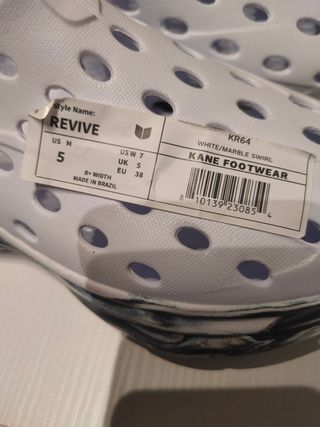 Style Name:
REVIVE
US M
5
US W 7
UK 5
EU 38
B+ WIDTH
MADE IN BRAZIL
KR64
WHITE/MARBLE SWIRL
KANE FOOTWEAR
8 10139 23085 4